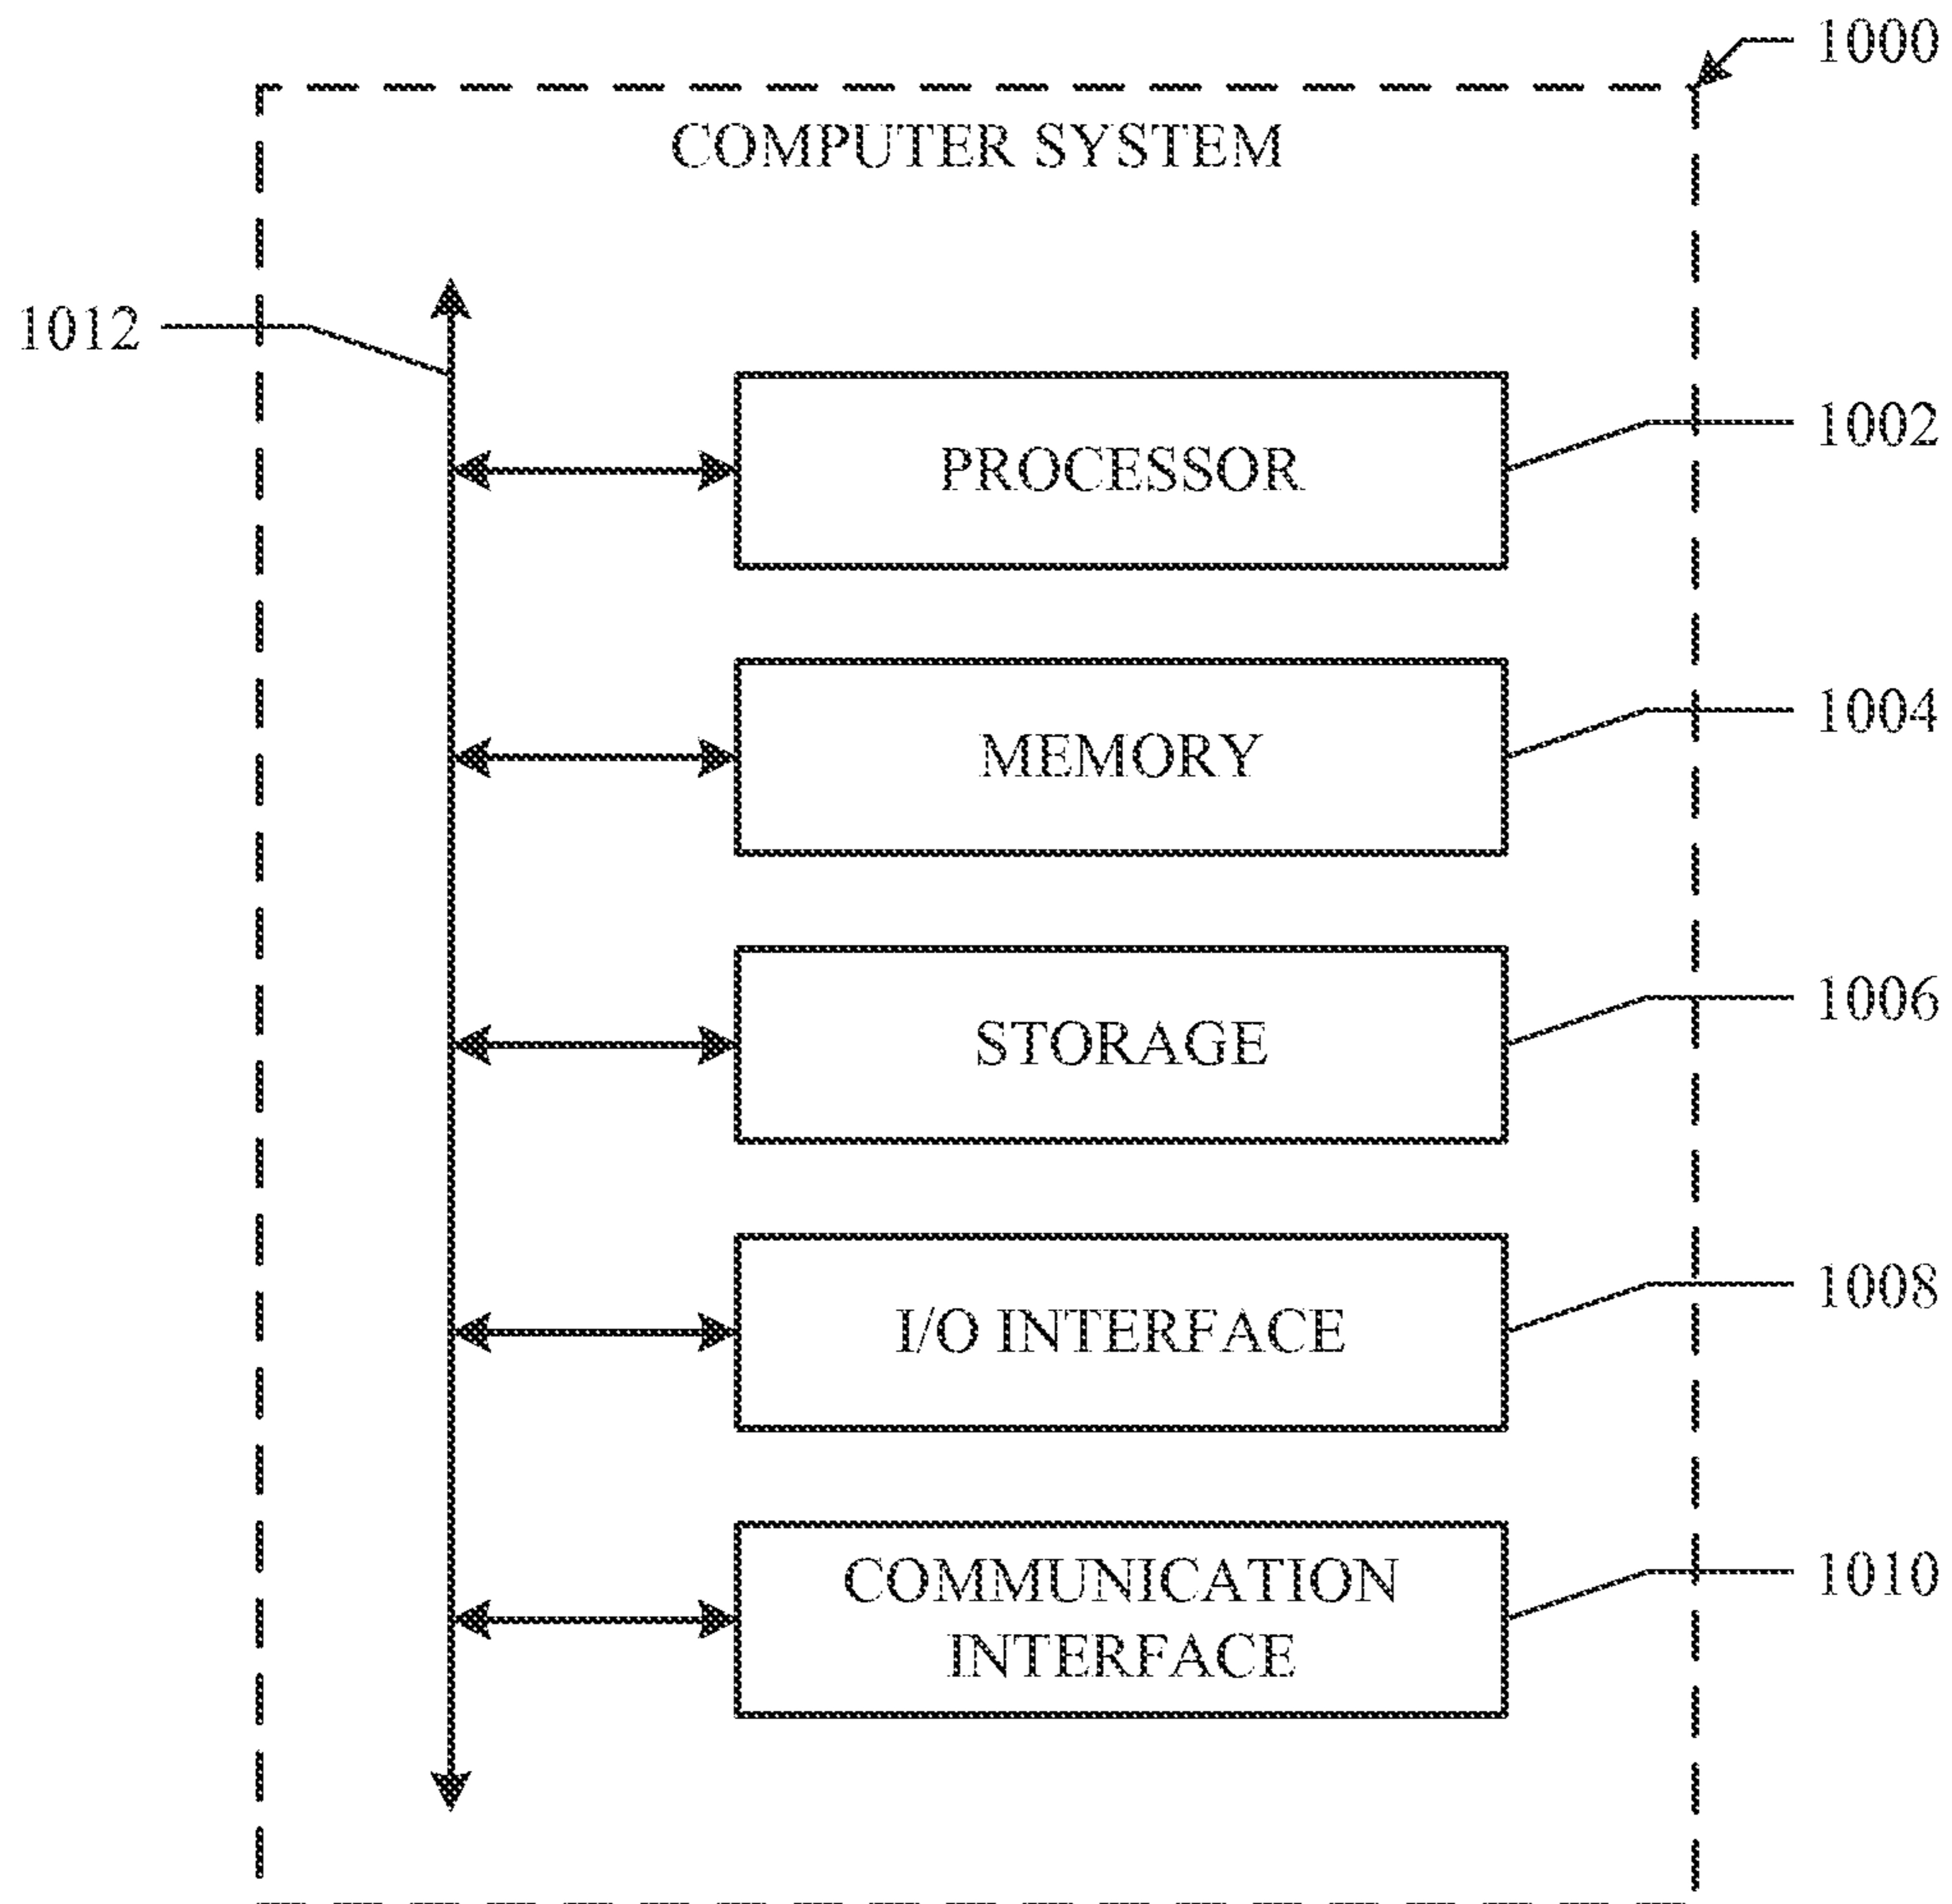 1000
COMPUTER SYSTEM
1012
1002
PROCESSOR
1004
MEMORY
1006
STORAGE
1008
I/O INTERFACE
1010
COMMUNICATION
INTERFACE